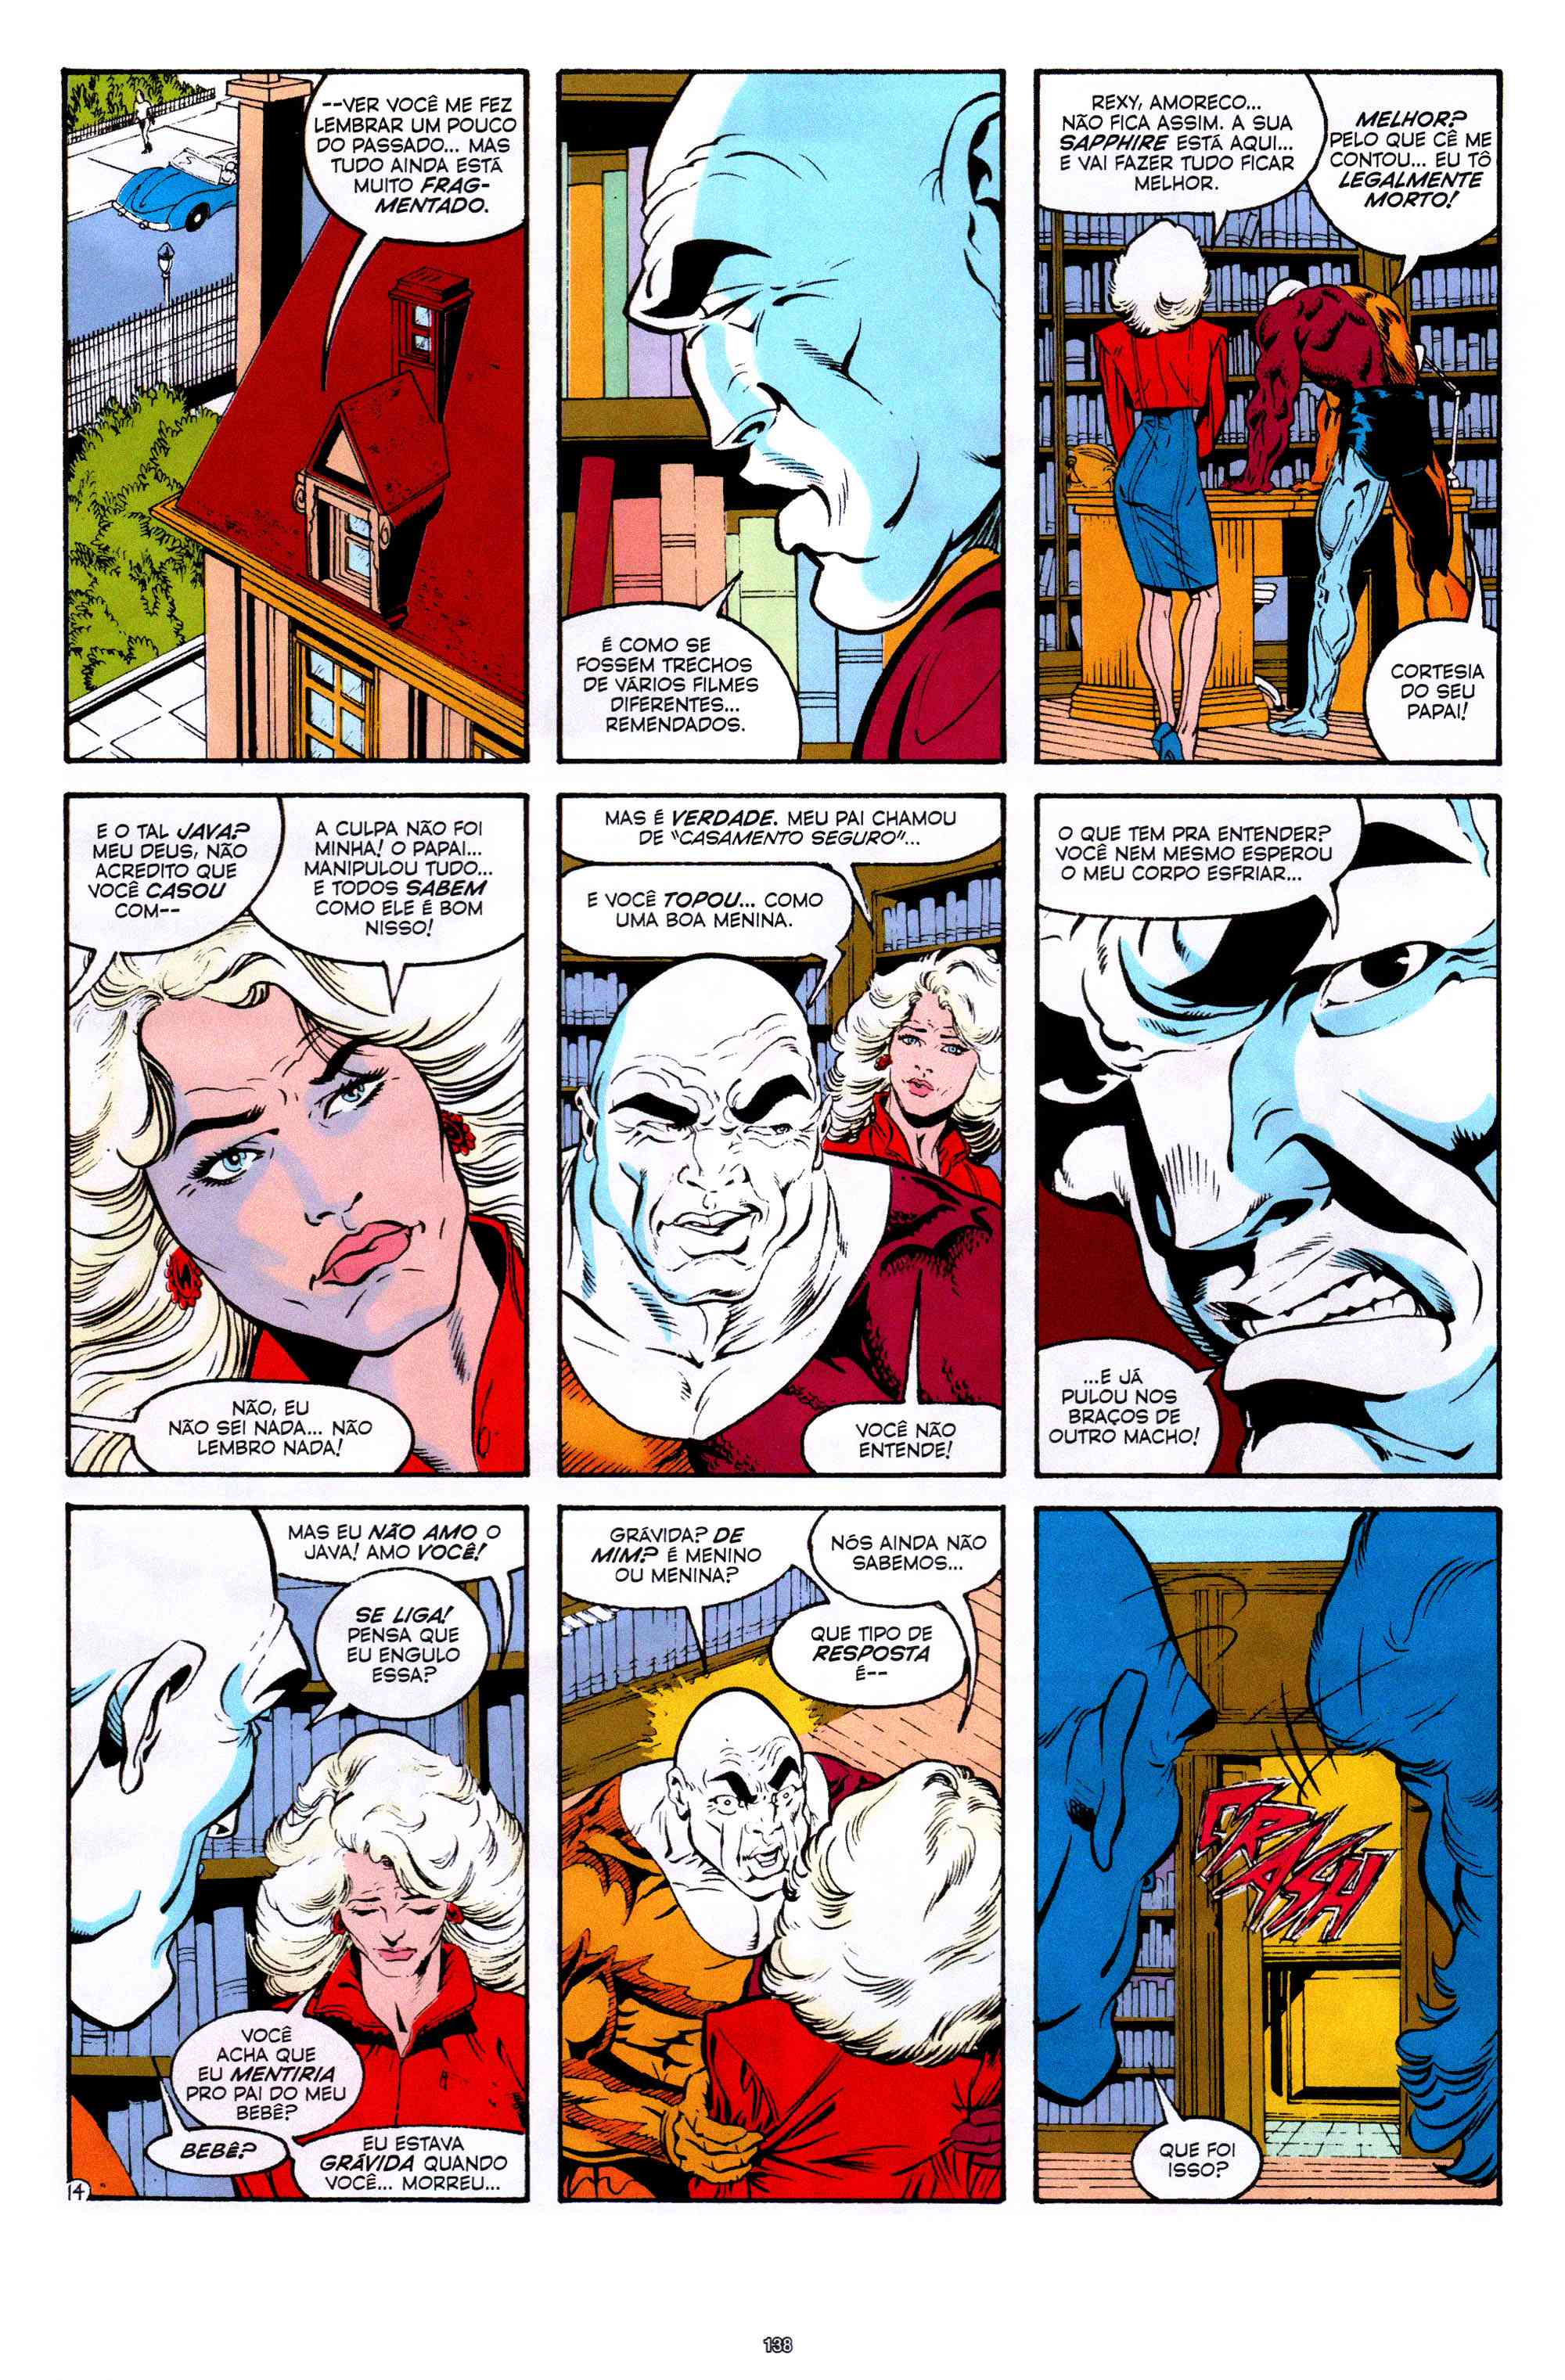 --VER VOCÊ ME FEZ
LEMBRAR UM POUCO
DO PASSADO... MAS
TUDO AINDA ESTÁ
MUITO FRAG-
MENTADO.
É COMO SE
FOSSEM TRECHOS
DE VÁRIOS FILMES
DIFERENTES...
REMENDADOS.
REXY, AMORECO...
NÃO FICA ASSIM. A SUA
SAPPHIRE ESTÁ AQUI...
E VAI FAZER TUDO FICAR
MELHOR.
MELHOR?
PELO QUE CÊ ME
CONTOU... EU TÔ
LEGALMENTE
MORTO!
CORTESIA
DO SEU
PAPAI!
E O TAL JAVA?
MEU DEUS, NÃO
ACREDITO QUE
VOCÊ CASOU
COM--
A CULPA NÃO FOI
MINHA! O PAPAI...
MANIPULOU TUDO...
E TODOS SABEM
COMO ELE É BOM
NISSO!
NÃO, EU
NÃO SEI NADA... NÃO
LEMBRO NADA!
MAS É VERDADE. MEU PAI CHAMOU
DE "CASAMENTO SEGURO"...
E VOCÊ TOPOU... COMO
UMA BOA MENINA.
VOCÊ NÃO
ENTENDE!
O QUE TEM PRA ENTENDER?
VOCÊ NEM MESMO ESPEROU
O MEU CORPO ESFRIAR...
...E JÁ
PULOU NOS
BRAÇOS DE
OUTRO MACHO!
MAS EU NÃO AMO O
JAVA! AMO VOCÊ!
SE LIGA!
PENSA QUE
EU ENGULO
ESSA?
VOCÊ
ACHA QUE
EU MENTIRIA
PRO PAI DO MEU
BEBÊ?
BEBÊ?
EU ESTAVA
GRÁVIDA QUANDO
VOCÊ... MORREU...
14
GRÁVIDA? DE
MIM? É MENINO
OU MENINA?
NÓS AINDA NÃO
SABEMOS...
QUE TIPO DE
RESPOSTA
É--
CRASH
QUE FOI
ISSO?
138